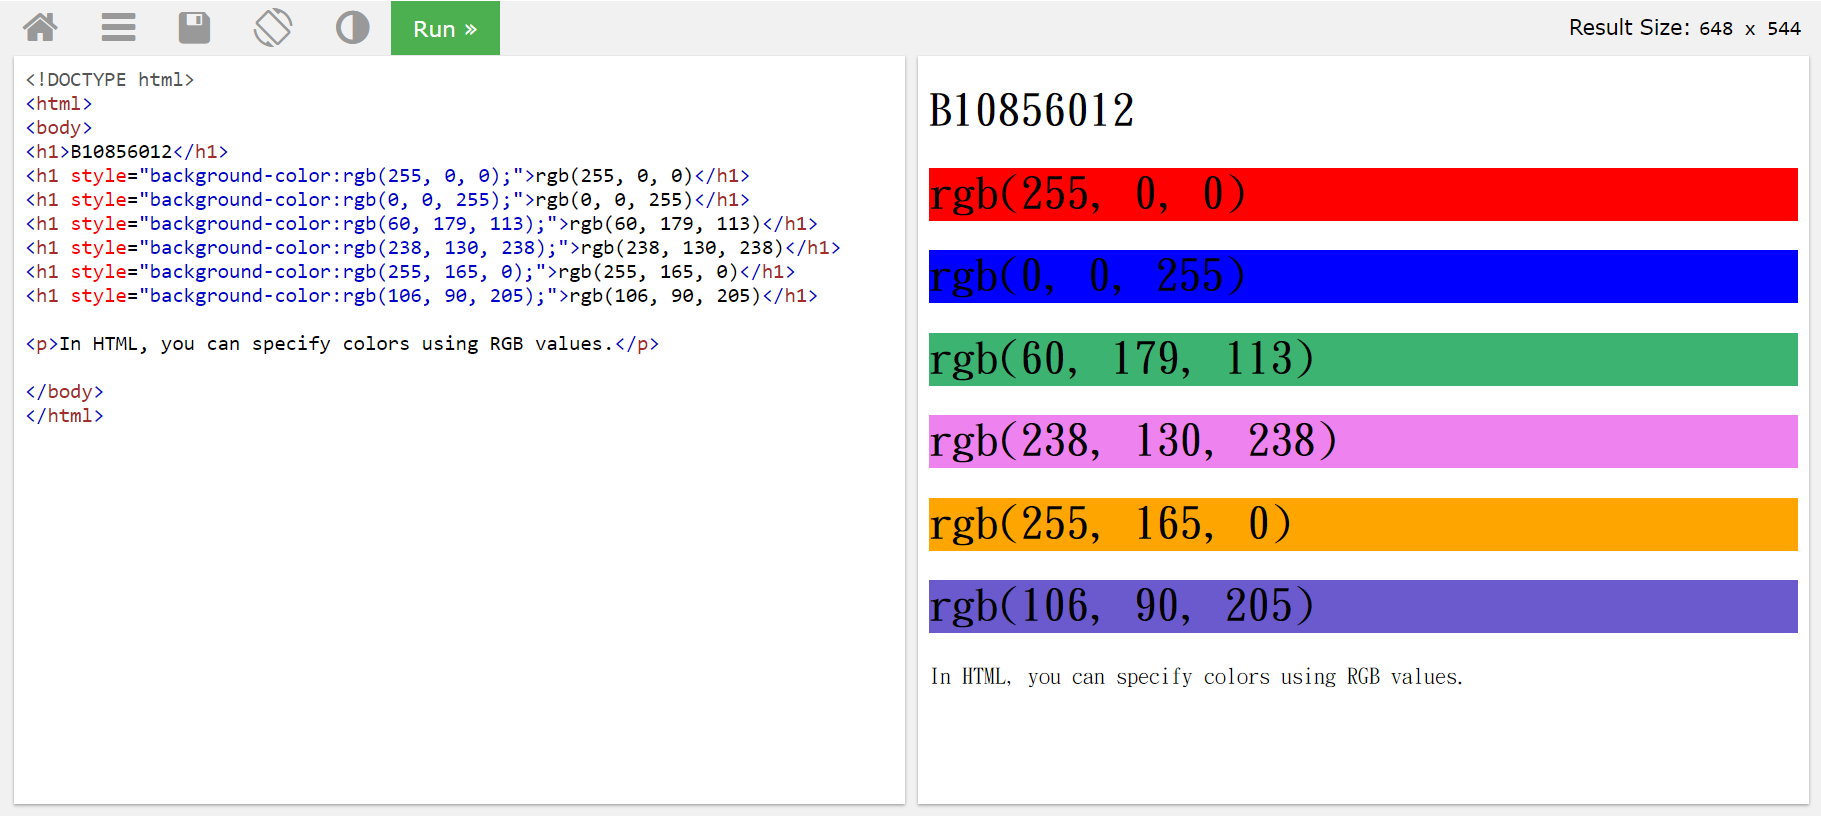 Run »
Result Size: 648 x 544
<!DOCTYPE html>
<html>
<body>
<h1>B10856012</h1>
<h1 style="background-color:rgb(255, 0, 0);">rgb(255, 0, 0)</h1>
<h1 style="background-color:rgb(0, 0, 255);">rgb(0, 0, 255)</h1>
<h1 style="background-color:rgb(60, 179, 113);">rgb(60, 179, 113)</h1>
<h1 style="background-color:rgb(238, 130, 238);">rgb(238, 130, 238)</h1>
<h1 style="background-color:rgb(255, 165, 0);">rgb(255, 165, 0)</h1>
<h1 style="background-color:rgb(106, 90, 205);">rgb(106, 90, 205)</h1>
<p>In HTML, you can specify colors using RGB values.</p>
</body>
</html>
B10856012
rgb(255, 0, 0)
rgb(0, 0, 255)
rgb(60, 179, 113)
rgb(238, 130, 238)
rgb(255, 165, 0)
rgb(106, 90, 205)
In HTML, you can specify colors using RGB values.